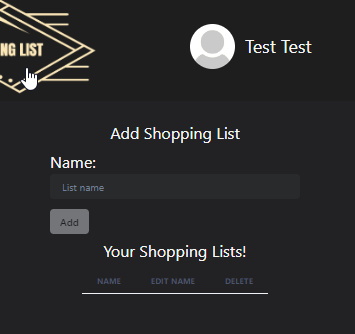 NG LIST
Test Test
Add Shopping List
Name:
List name
Add
Your Shopping Lists!
NAME EDIT NAME DELETE